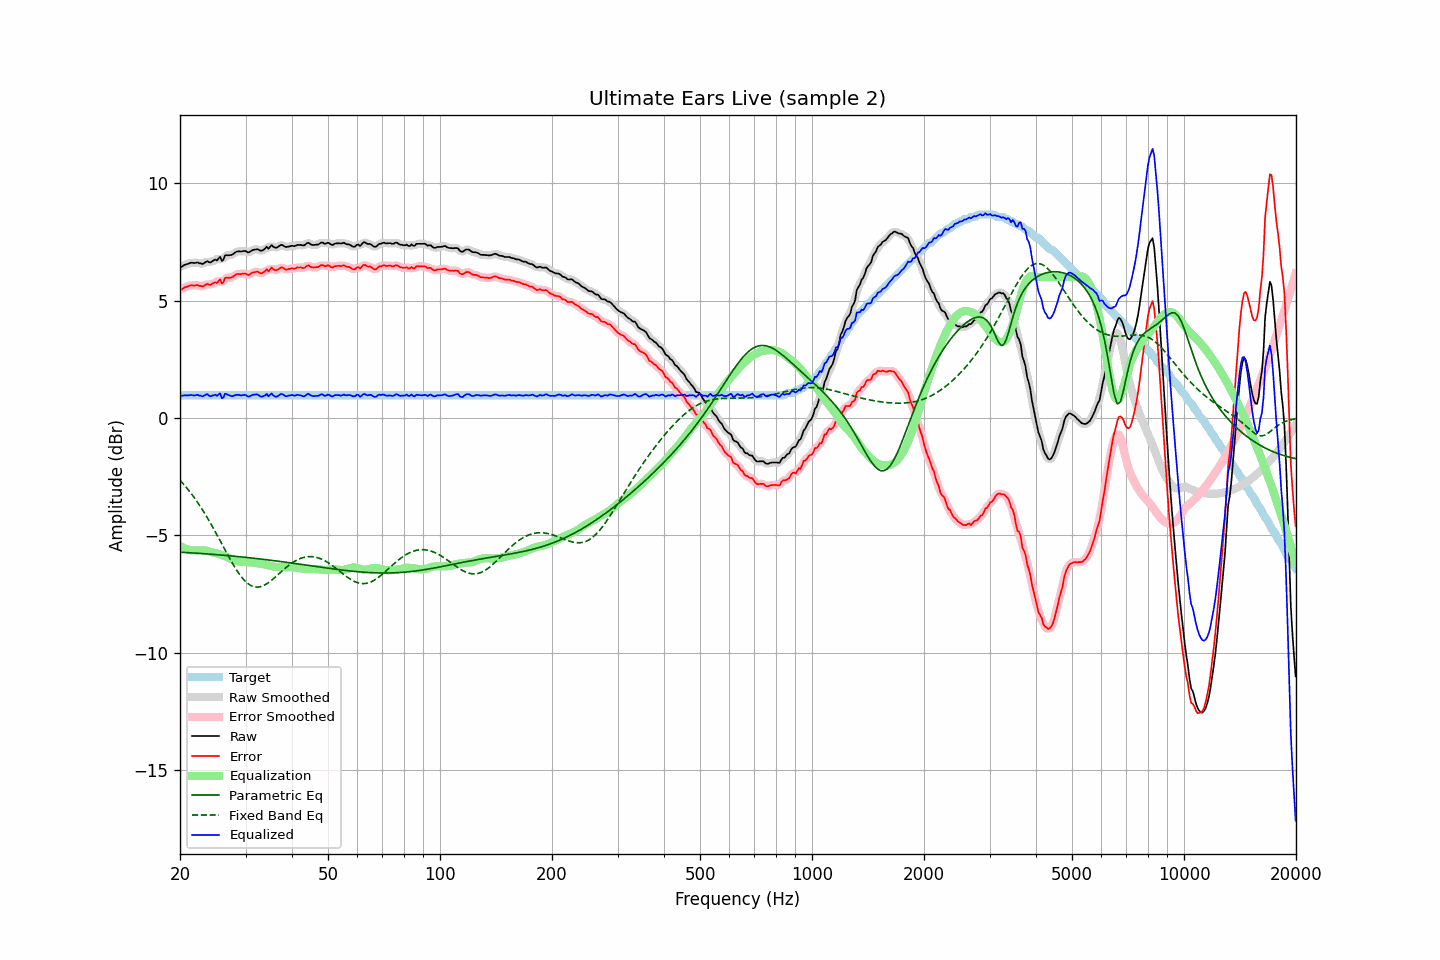 Ultimate Ears Live (sample 2)
Amplitude (dBr)
10
5
0
−5
−10
−15
Target
Raw Smoothed
Error Smoothed
Raw
Error
Equalization
Parametric Eq
Fixed Band Eq
Equalized
20 50 100 200 500 1000 2000 5000 10000 20000
Frequency (Hz)